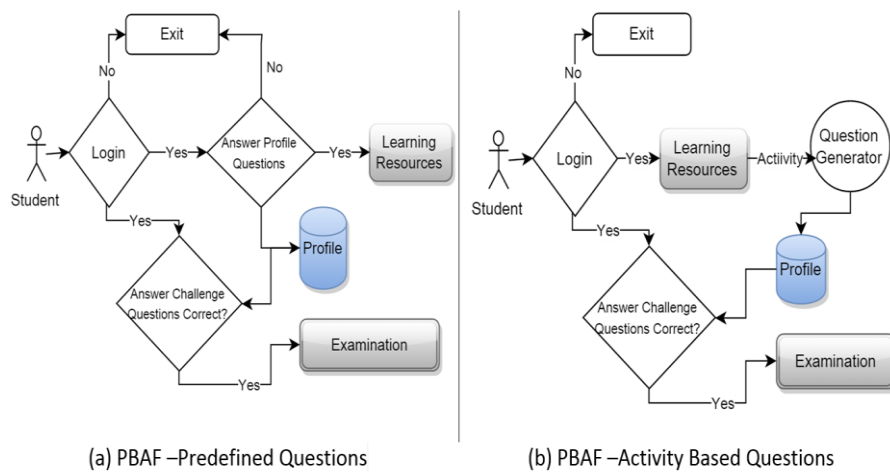 Exit
No
No
Login
Yes
Answer Profile
Questions
Yes
Learning
Resources
Student
Yes
Profile
Answer Challenge
Questions Correct?
Examination
Yes
(a) PBAF –Predefined Questions
Exit
No
Login
Yes
Learning
Resources
Actiivity
Question
Generator
Student
Yes
Profile
Answer Challenge
Questions Correct?
Examination
Yes
(b) PBAF –Activity Based Questions